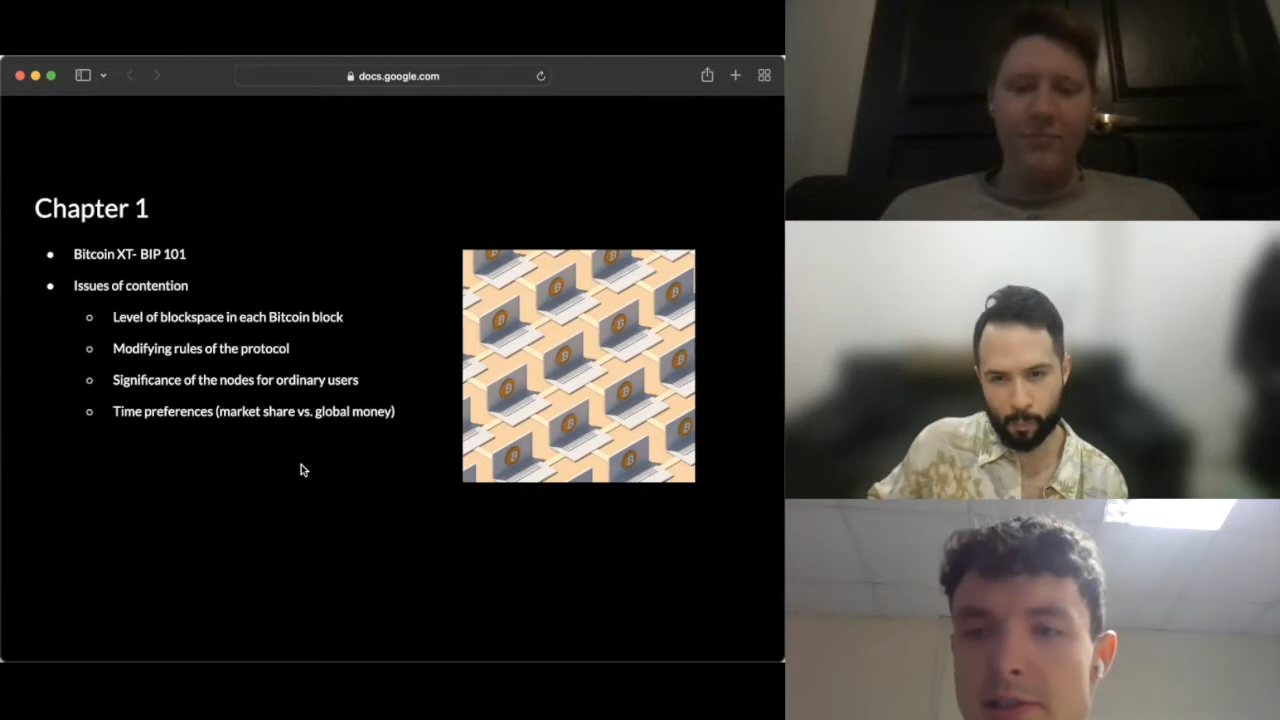 docs.google.com
Chapter 1
● Bitcoin XT- BIP 101
● Issues of contention
○ Level of blockspace in each Bitcoin block
○ Modifying rules of the protocol
○ Significance of the nodes for ordinary users
○ Time preferences (market share vs. global money)